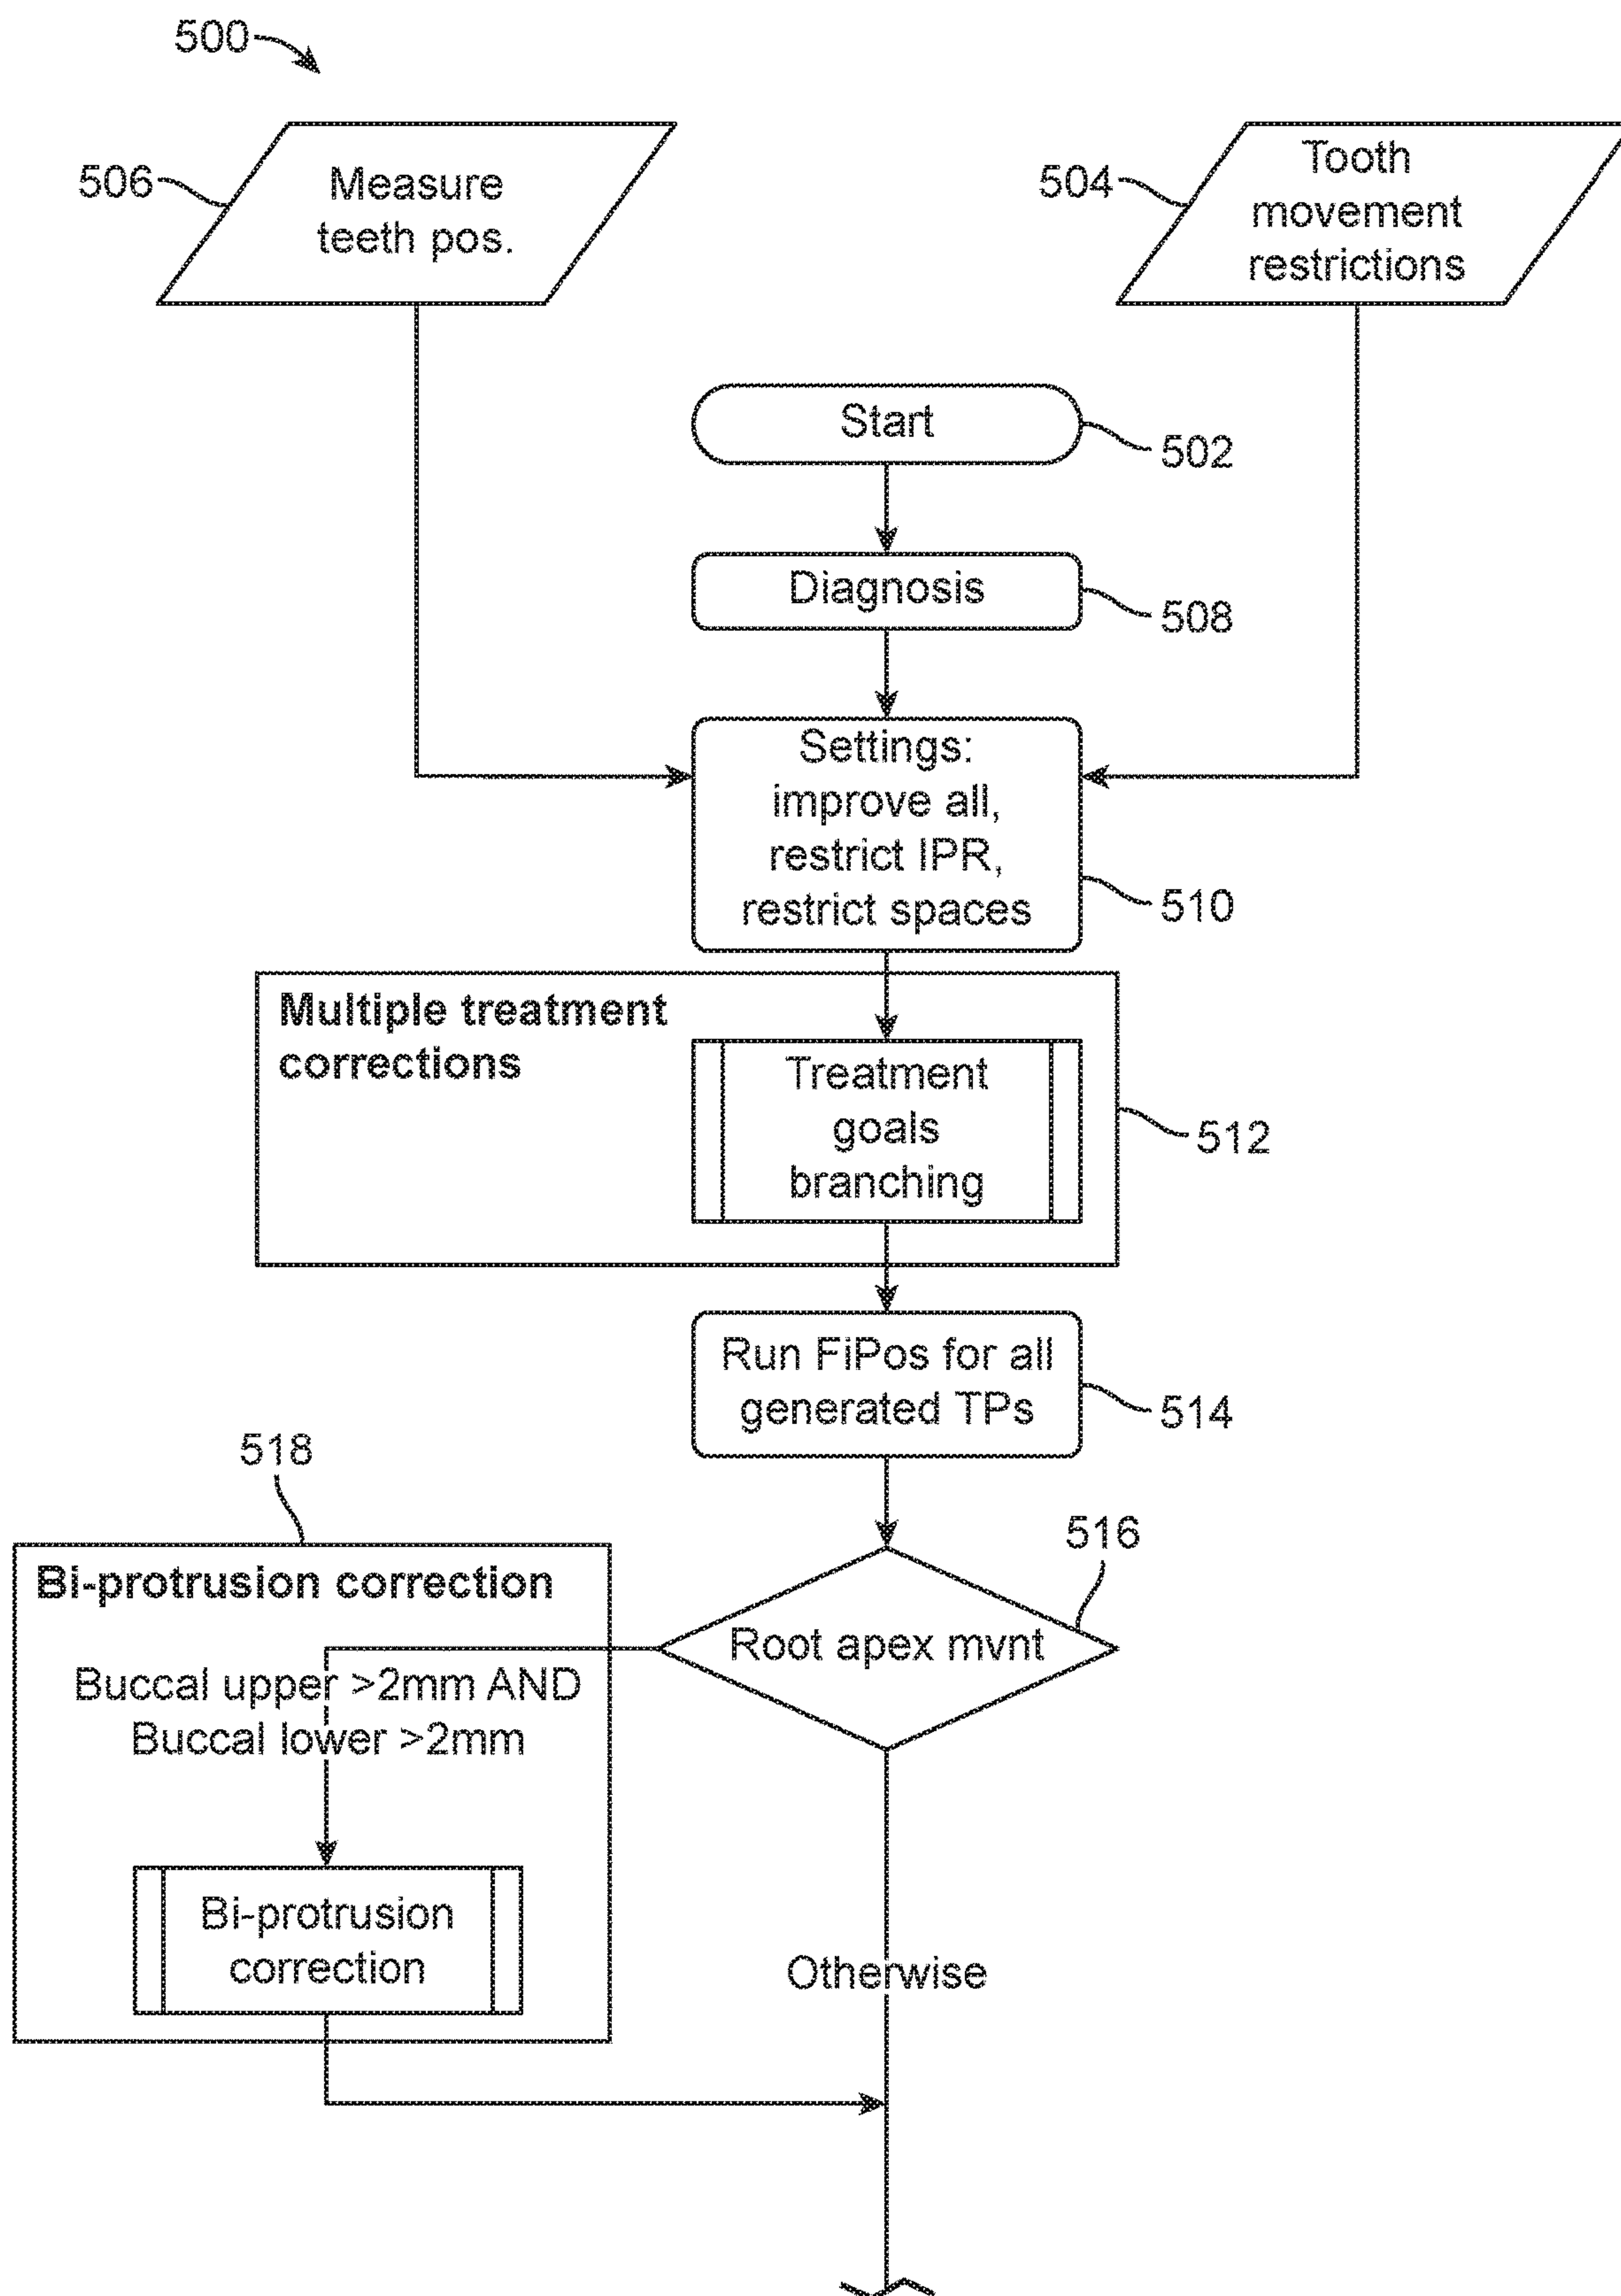 500
506
Measure
teeth pos.
504
Tooth
movement
restrictions
Start
502
Diagnosis
508
Settings:
improve all,
restrict IPR,
restrict spaces
510
Multiple treatment
corrections
Treatment
goals
branching
512
Run FiPos for all
generated TPs
514
518
516
Bi-protrusion correction
Root apex mvnt
Buccal upper >2mm AND
Buccal lower >2mm
Bi-protrusion
correction
Otherwise